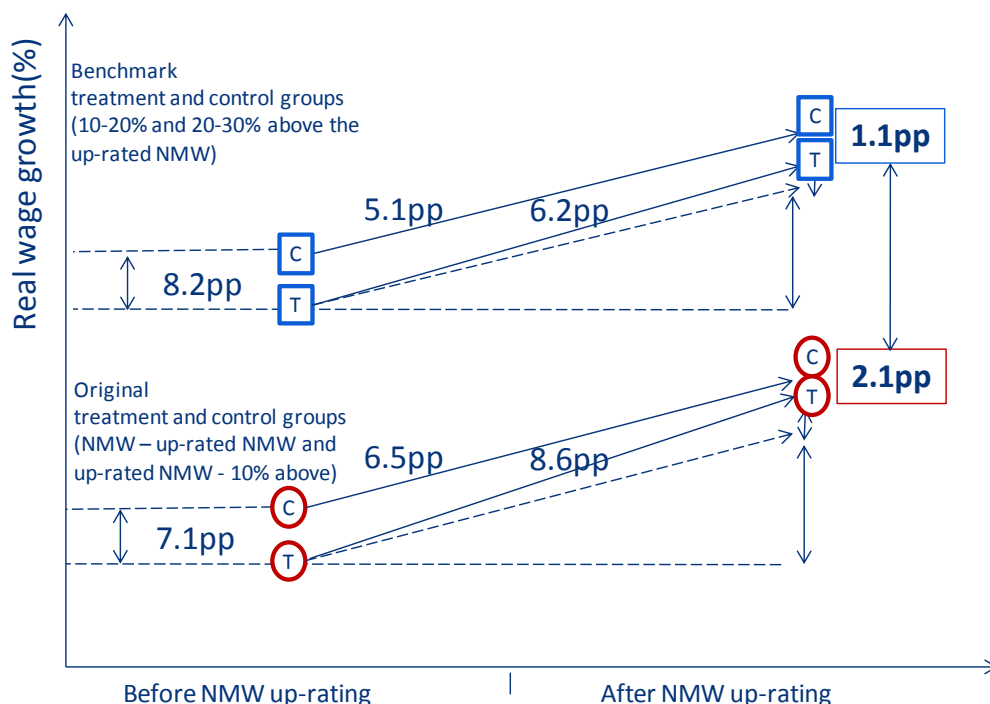 Real wage growth(%)
Benchmark
treatment and control groups
(10-20% and 20-30% above the
up-rated NMW)
C
1.1pp
T
5.1pp
6.2pp
C
8.2pp
T
C
2.1pp
T
Original
treatment and control groups
(NMW – up-rated NMW and
up-rated NMW - 10% above)
6.5pp
8.6pp
C
7.1pp
T
Before NMW up-rating
After NMW up-rating